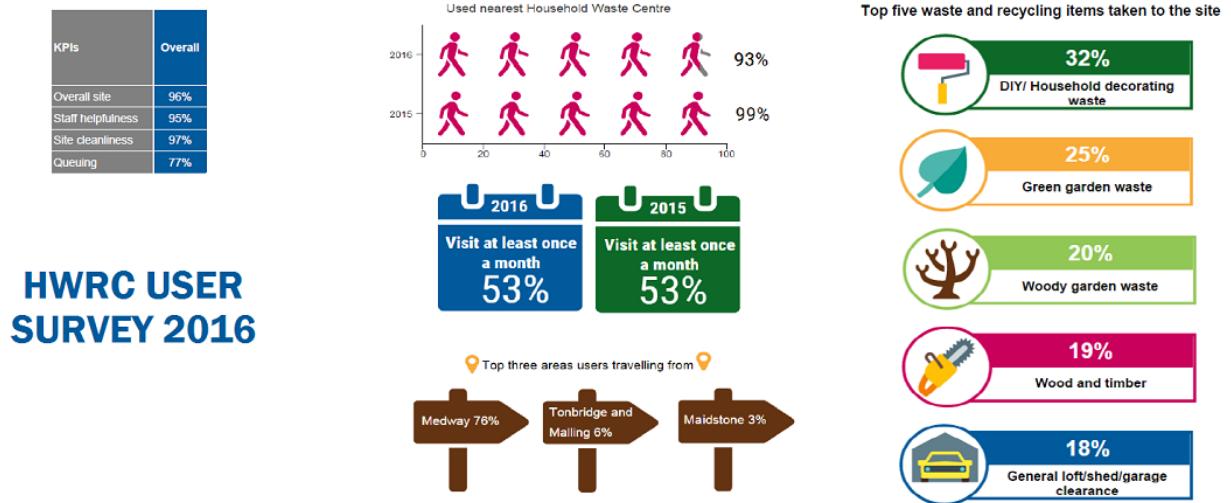 KPIs Overall
Overall site 96%
Staff helpfulness 95%
Site cleanliness 97%
Queuing 77%
HWRC USER
SURVEY 2016
Used nearest Household Waste Centre
2016 93%
2015 99%
0 20 40 60 80 100
2016
Visit at least once
a month
53%
2015
Visit at least once
a month
53%
Top three areas users travelling from
Medway 76%
Tonbridge and
Malling 6%
Maidstone 3%
Top five waste and recycling items taken to the site
32%
DIY/ Household decorating
waste
25%
Green garden waste
20%
Woody garden waste
19%
Wood and timber
18%
General loft/shed/garage
clearance